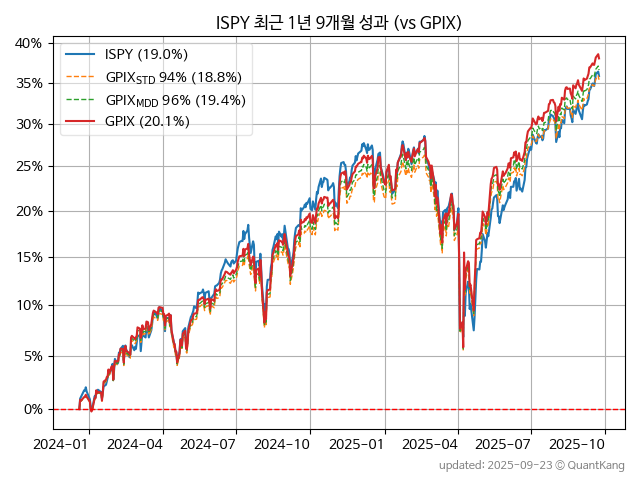 ISPY 최근 1년 9개월 성과 (vs GPIX)
ISPY (19.0%)
GPIX_STD 94% (18.8%)
GPIX_MDD 96% (19.4%)
GPIX (20.1%)
40%
35%
30%
25%
20%
15%
10%
5%
0%
2024-01 2024-04 2024-07 2024-10 2025-01 2025-04 2025-07 2025-10
updated: 2025-09-23 ⓒ QuantKang